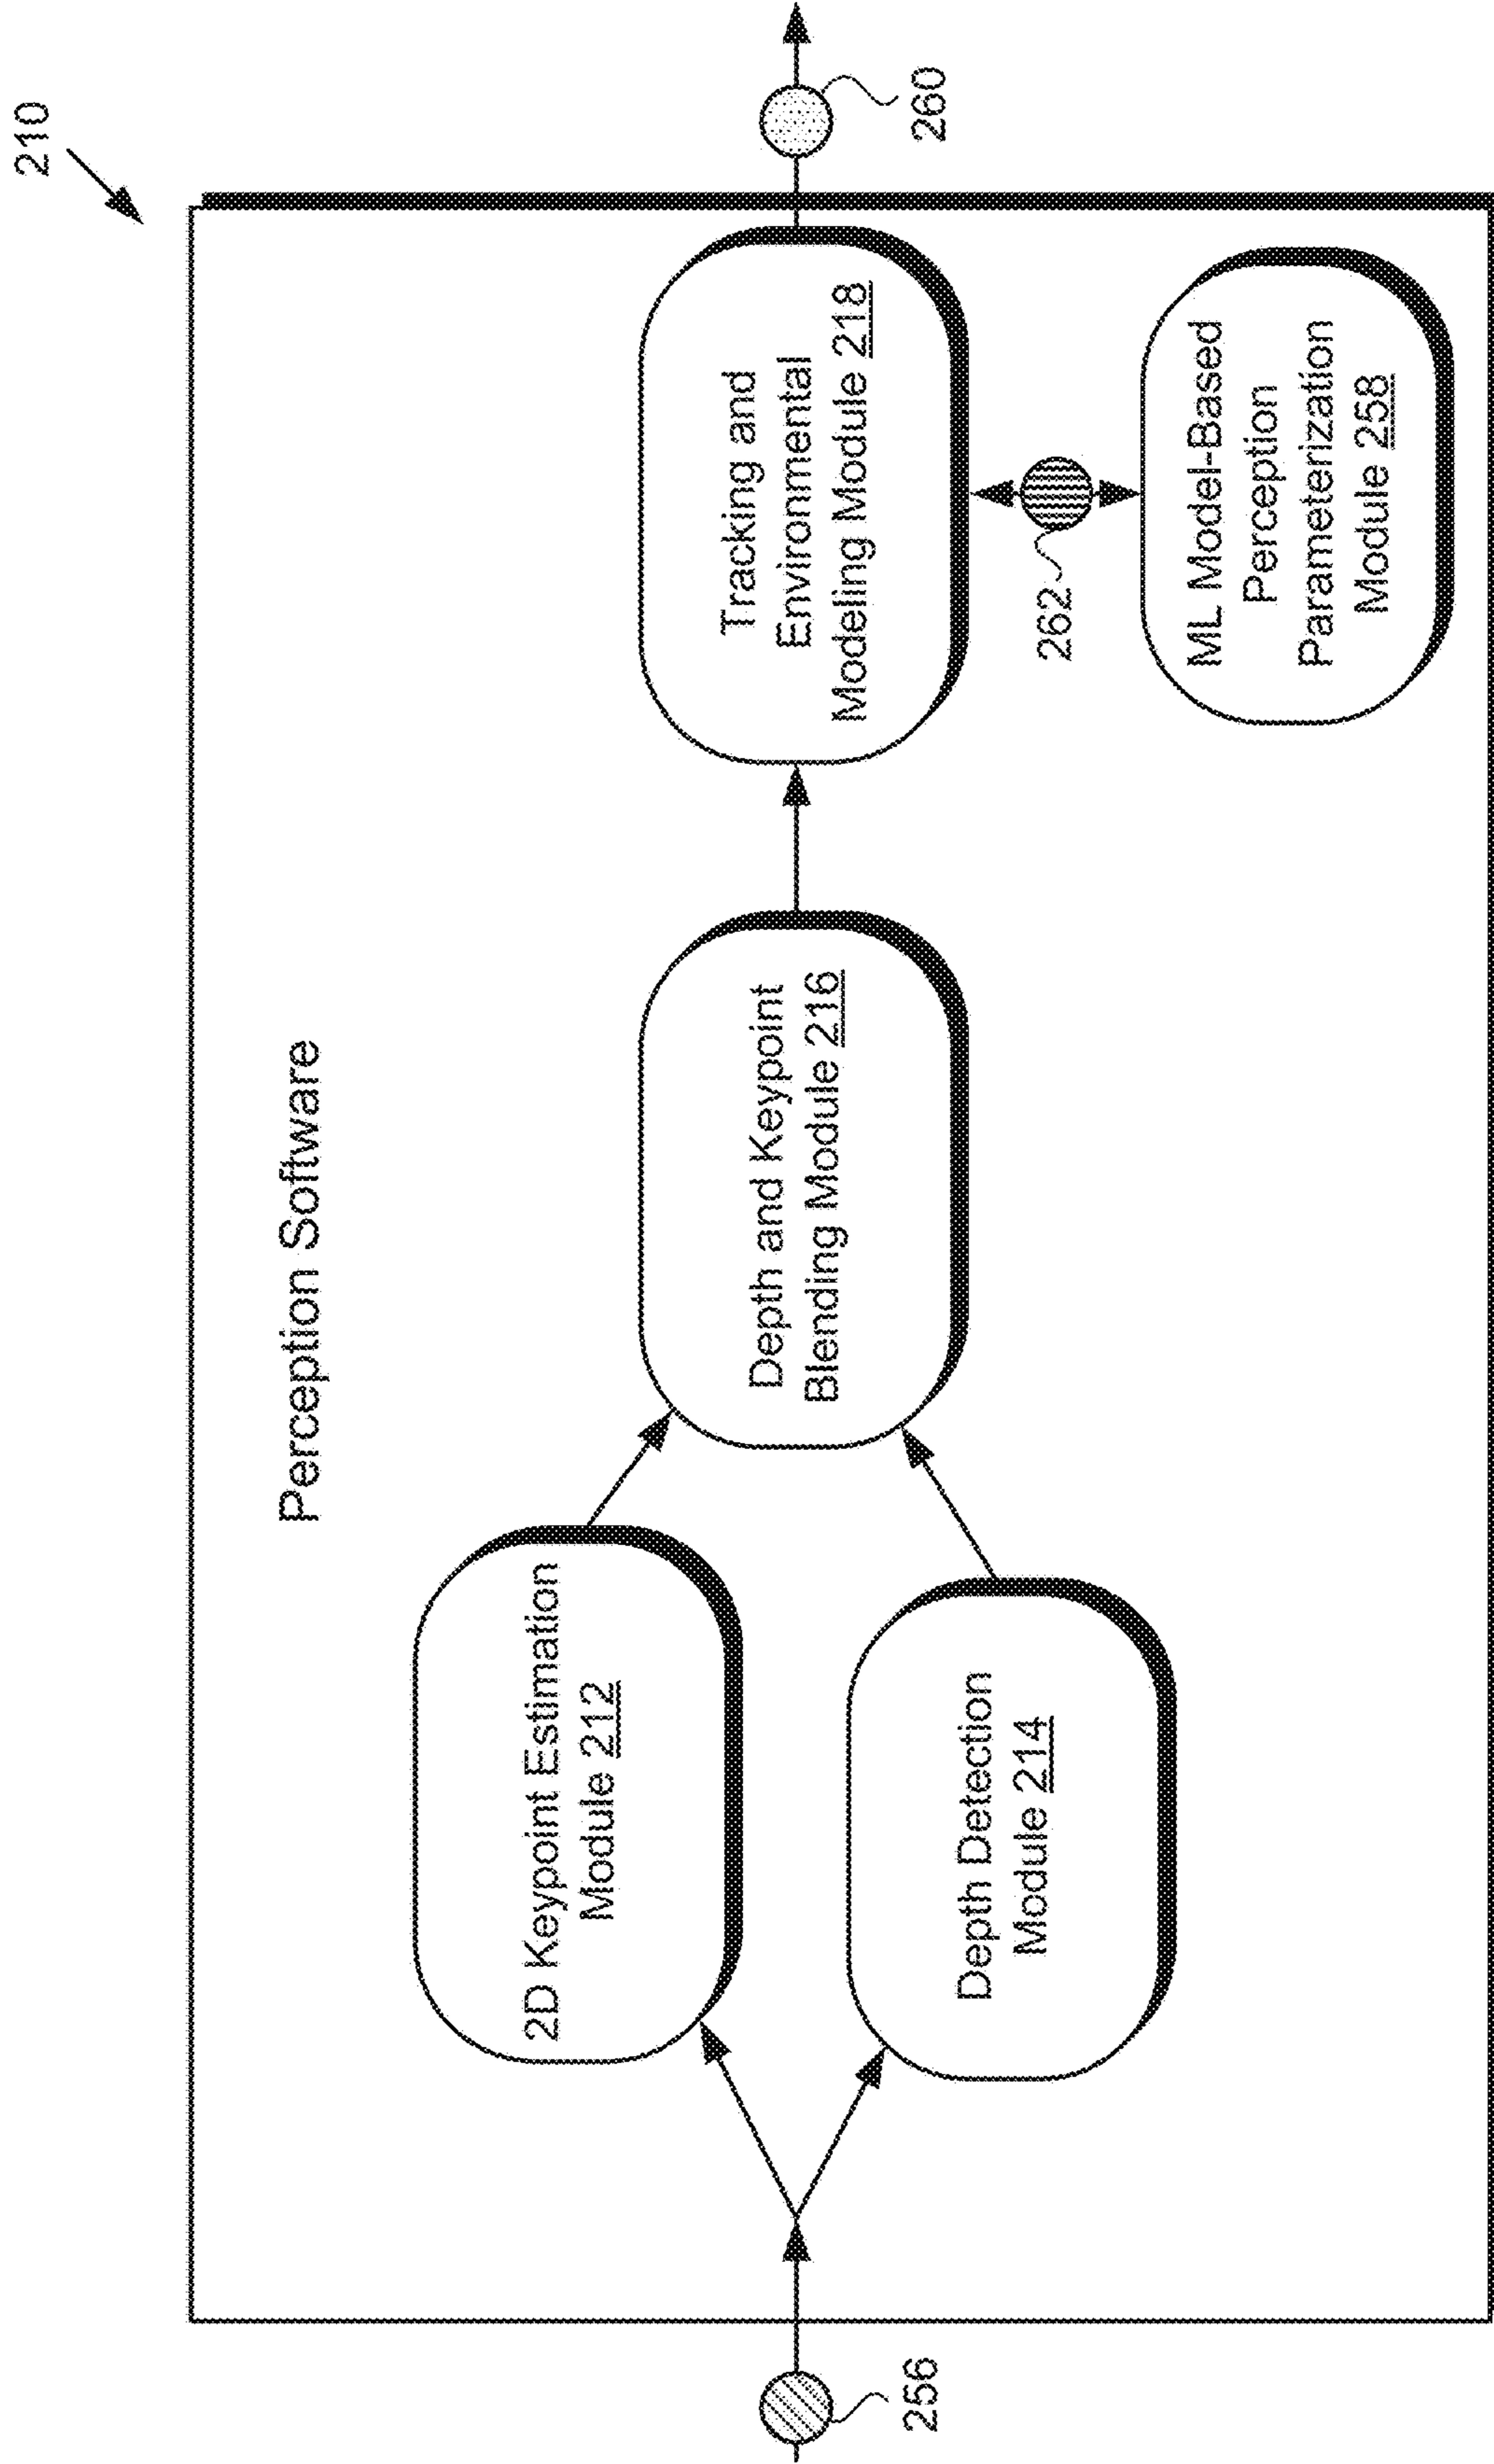 210
Perception Software
2D Keypoint Estimation
Module 212
Depth Detection
Module 214
Depth and Keypoint
Blending Module 216
Tracking and
Environmental
Modeling Module 218
262
ML Model-Based
Perception
Parameterization
Module 258
256
260